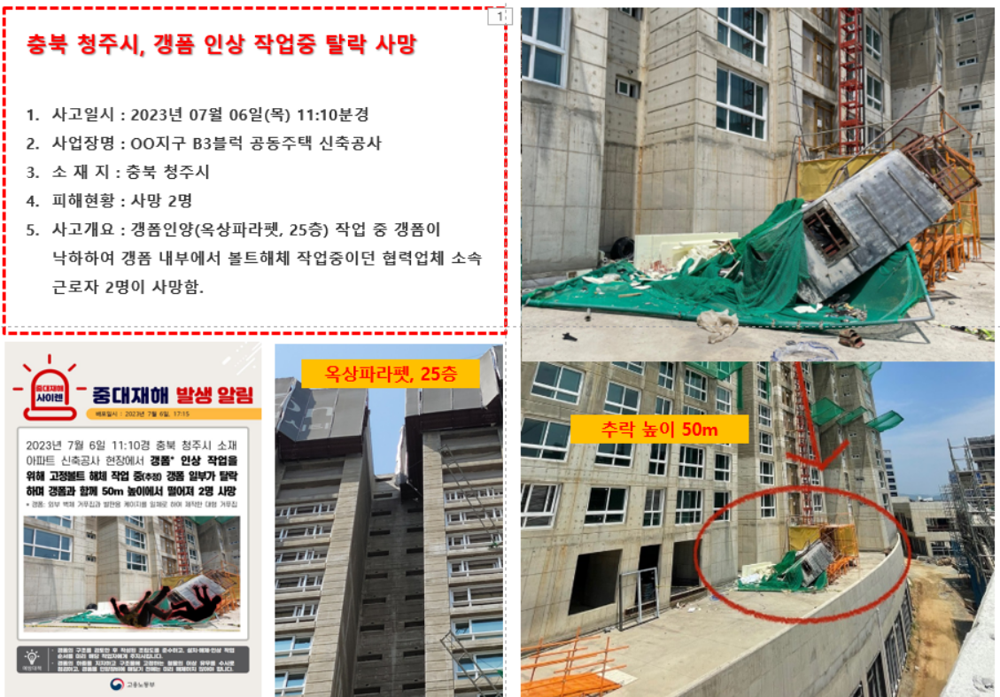 1
충북 청주시, 갱폼 인상 작업중 탈락 사망
1. 사고일시 : 2023년 07월 06일(목) 11:10분경
2. 사업장명 : OO지구 B3블럭 공동주택 신축공사
3. 소 재 지 : 충북 청주시
4. 피해현황 : 사망 2명
5. 사고개요 : 갱폼인양(옥상파라펫, 25층) 작업 중 갱폼이
낙하하여 갱폼 내부에서 볼트해체 작업중이던 협력업체 소속
근로자 2명이 사망함.
중대재해
사이렌
중대재해 발생 알림
배포일시 : 2023년 7월 6일, 17:15
2023년 7월 6일 11:10경 충북 청주시 소재
아파트 신축공사 현장에서 갱폼* 인상 작업을
위해 고정볼트 해체 작업 중(추정) 갱폼 일부가 탈락
하며 갱폼과 함께 50m 높이에서 떨어져 2명 사망
* 갱폼: 외부 벽체 거푸집과 발판용 케이지를 일체로 하여 제작한 대형 거푸집
예방대책
고용노동부
옥상파라펫, 25층
추락 높이 50m